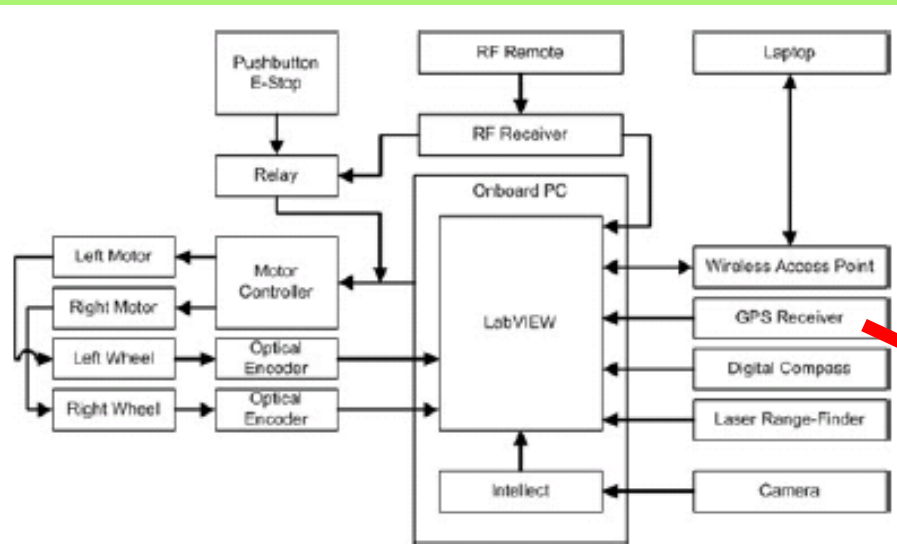 Pushbutton
E-Stop
RF Remote
Laptop
RF Receiver
Relay
Onboard PC
Left Motor
Motor
Controller
Wireless Access Point
Right Motor
LabVIEW
GPS Receiver
Left Wheel
Optical
Encoder
Digital Compass
Right Wheel
Optical
Encoder
Laser Range-Finder
Intellect
Camera